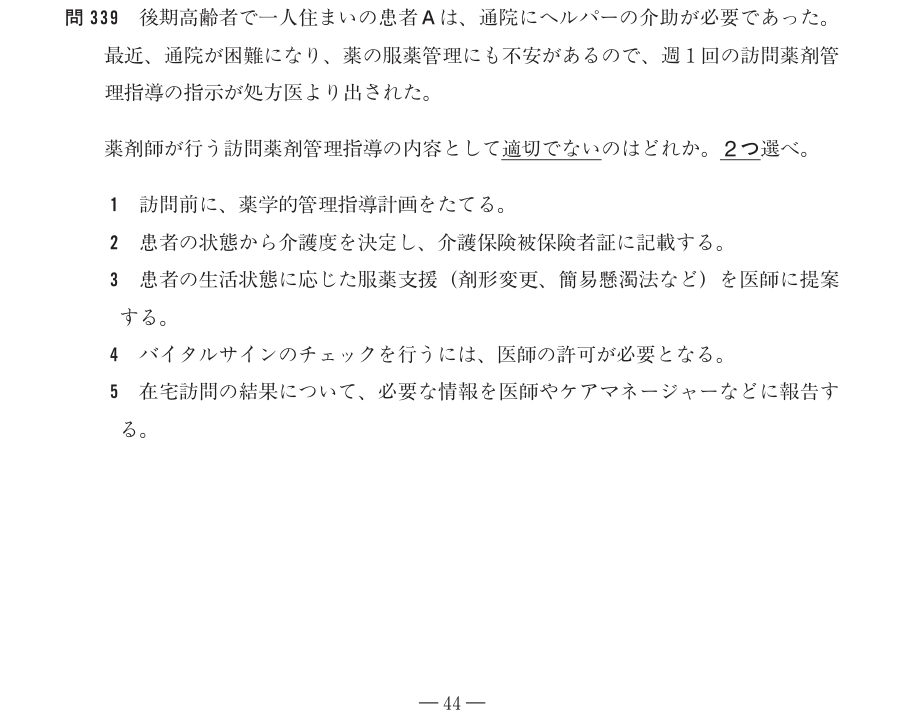 問 339　後期高齢者で一人住まいの患者Aは、通院にヘルパーの介助が必要であった。
最近、通院が困難になり、薬の服薬管理にも不安があるので、週１回の訪問薬剤管
理指導の指示が処方医より出された。
薬剤師が行う訪問薬剤管理指導の内容として適切でないのはどれか。２つ選べ。
1　訪問前に、薬学的管理指導計画をたてる。
2　患者の状態から介護度を決定し、介護保険被保険者証に記載する。
3　患者の生活状態に応じた服薬支援（剤形変更、簡易懸濁法など）を医師に提案
する。
4　バイタルサインのチェックを行うには、医師の許可が必要となる。
5　在宅訪問の結果について、必要な情報を医師やケアマネージャーなどに報告す
る。
― 44 ―